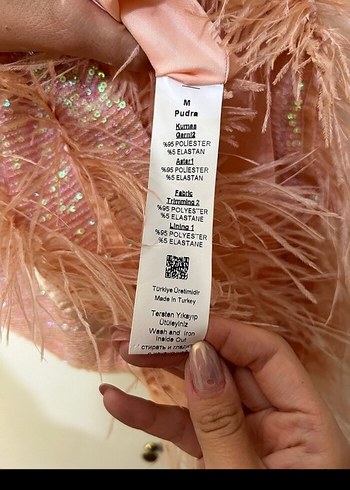 M
Pudra
Kumaş
Garni2
%95 POLİESTER
%5 ELASTAN
Astar1
%95 POLİESTER
%5 ELASTAN
Fabric
Trimming 2
%95 POLYESTER
%5 ELASTANE
Lining 1
%95 POLYESTER
%5 ELASTANE
Türkiye Üretimidir
Made in Turkey
Tersten Yıkayıp
Ütüleyiniz
Wash and Iron
Inside Out
стирать и гладить